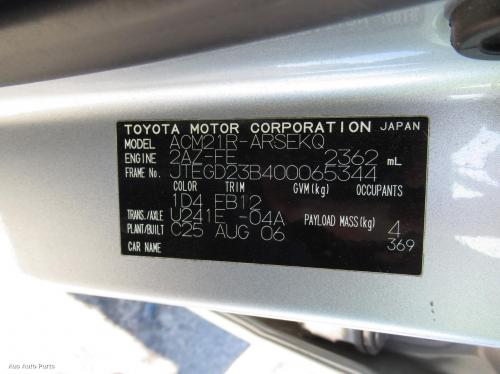 TOYOTA MOTOR CORPORATION JAPAN
MODEL ACM21R-ARSEKQ
ENGINE 2AZ-FE 2362 mL
FRAME No. JTEGD23B400065344
COLOR TRIM GVM(kg) OCCUPANTS
1D4 EB12
TRANS./AXLE U241E -04A PAYLOAD MASS(kg) 4
PLANT/BUILT C25 AUG 06
CAR NAME 369
Aus Auto Parts